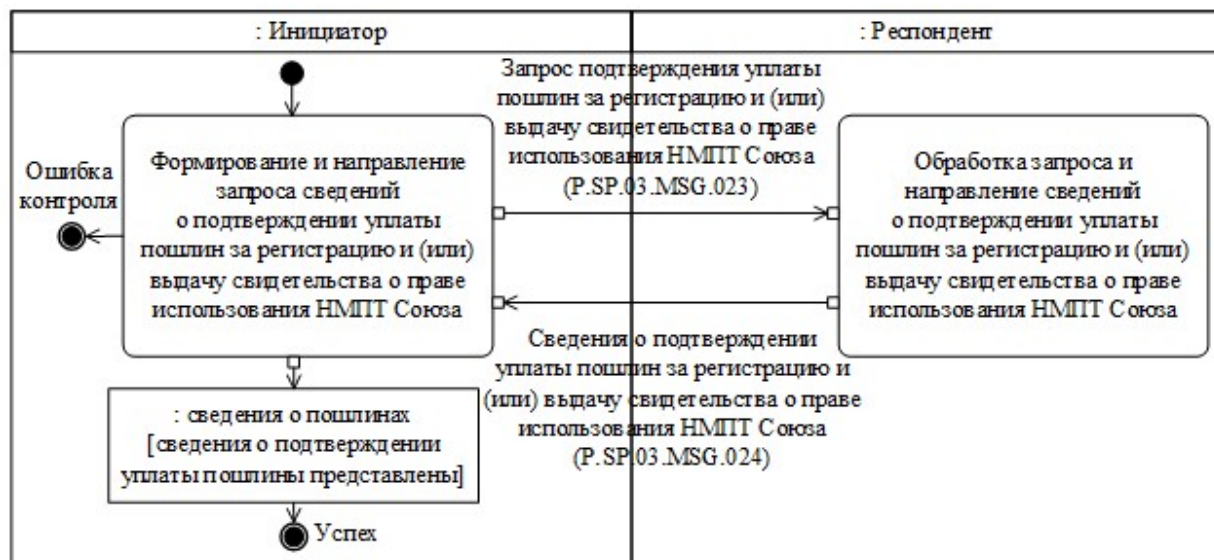 : Инициатор
: Респондент
Запрос подтверждения уплаты
пошлин за регистрацию и (или)
выдачу свидетельства о праве
использования НМПТ Союза
(P.SP.03.MSG.023)
Ошибка
контроля
Формирование и направление
запроса сведений
о подтверждении уплаты
пошлин за регистрацию и (или)
выдачу свидетельства о праве
использования НМПТ Союза
Обработка запроса и
направление сведений
о подтверждении уплаты
пошлин за регистрацию и (или)
выдачу свидетельства о праве
использования НМПТ Союза
Сведения о подтверждении
уплаты пошлин за регистрацию и
(или) выдачу свидетельства о праве
использования НМПТ Союза
(P.SP.03.MSG.024)
: сведения о пошлинах
[сведения о подтверждении
уплаты пошлины представлены]
Успех